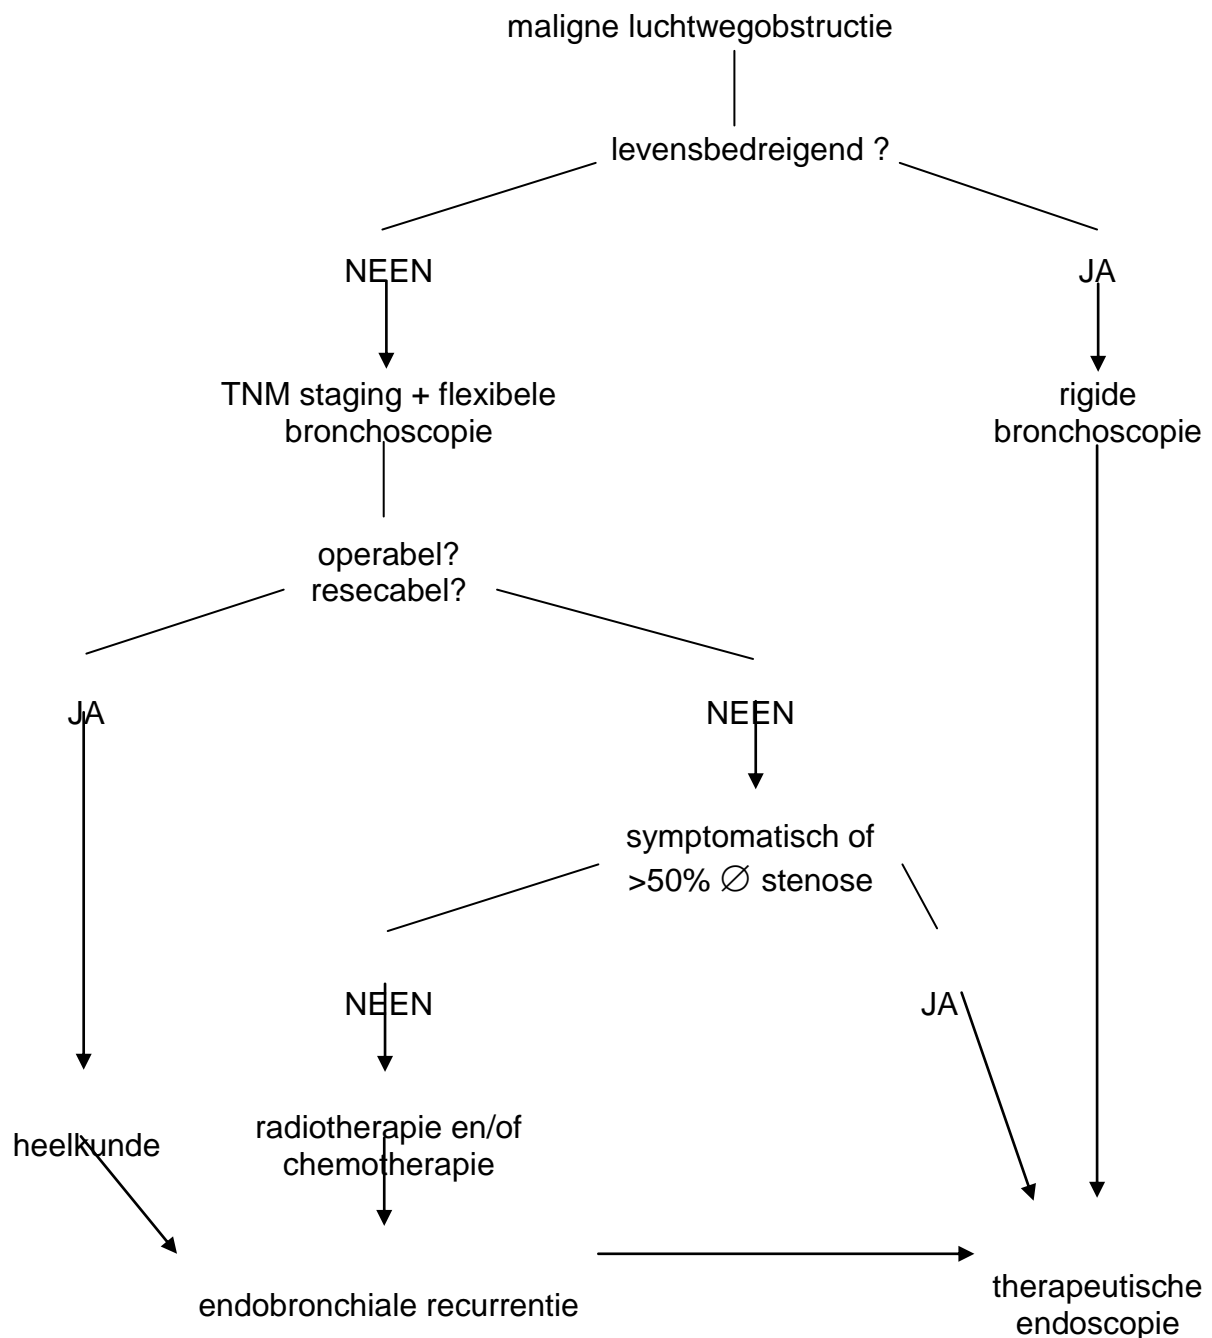 maligne luchtwegobstructie
levensbedreigend ?
NEEN
JA
TNM staging + flexibele
bronchoscopie
rigide
bronchoscopie
operabel?
resecabel?
JA
NEEN
symptomatisch of
>50% ∅ stenose
NEEN
JA
heelkunde
radiotherapie en/of
chemotherapie
endobronchiale recurrentie
therapeutische
endoscopie